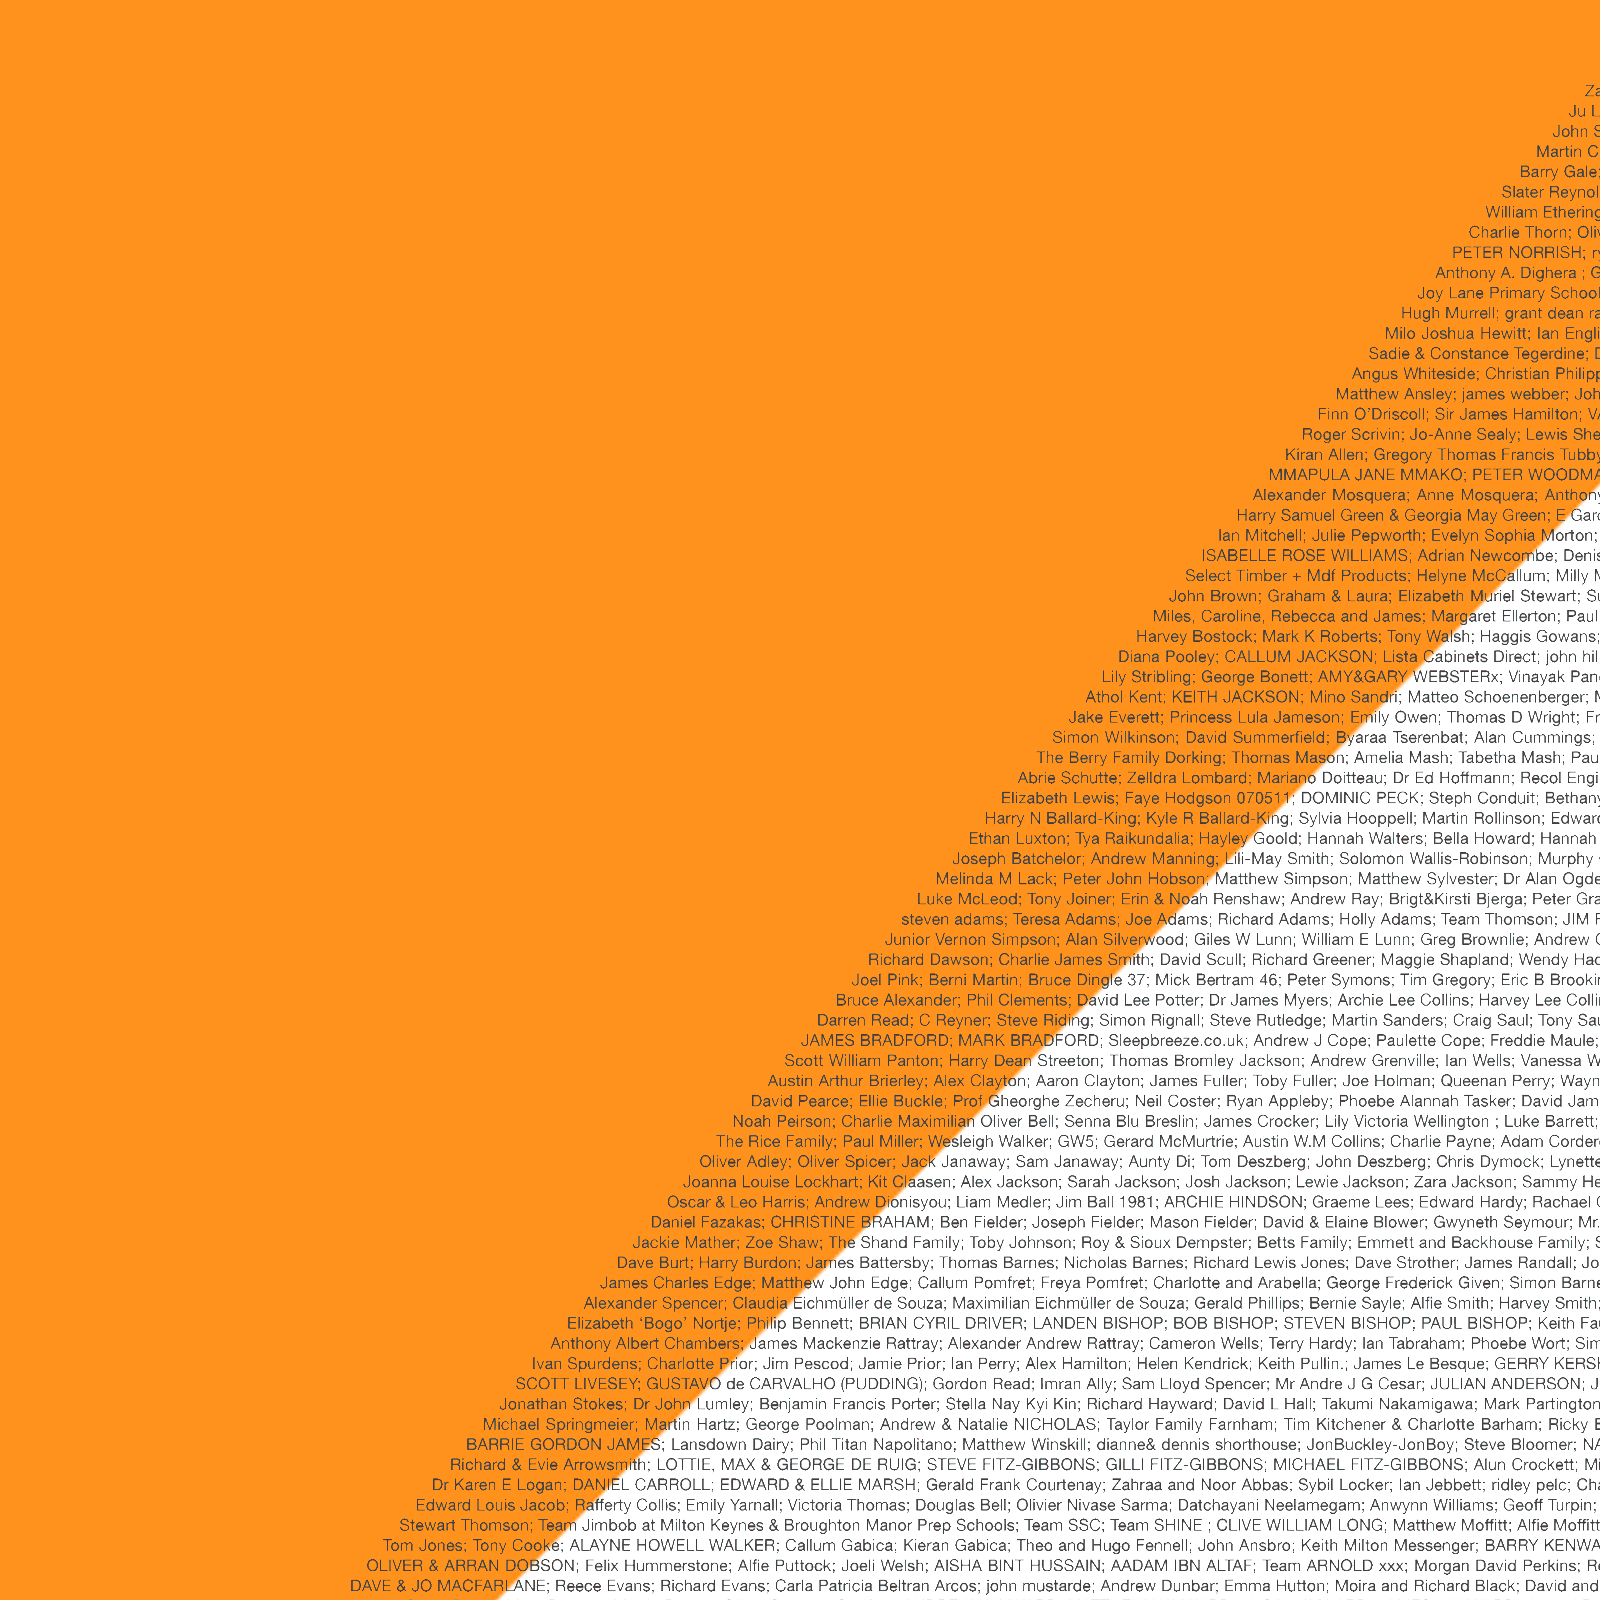 Za
Ju L
John S
Martin C
Barry Gale;
Slater Reynol
William Ethering
Charlie Thorn; Oliv
PETER NORRISH; ry
Anthony A. Dighera ; G
Joy Lane Primary School
Hugh Murrell; grant dean ra
Milo Joshua Hewitt; Ian Engli
Sadie & Constance Tegerdine; D
Angus Whiteside; Christian Philipp
Matthew Ansley; james webber; Joh
Finn O’Driscoll; Sir James Hamilton; VA
Roger Scrivin; Jo-Anne Sealy; Lewis She
Kiran Allen; Gregory Thomas Francis Tubby
MMAPULA JANE MMAKO; PETER WOODMA
Alexander Mosquera; Anne Mosquera; Anthony
Harry Samuel Green & Georgia May Green; E Gard
Ian Mitchell; Julie Pepworth; Evelyn Sophia Morton;
ISABELLE ROSE WILLIAMS; Adrian Newcombe; Denis
Select Timber + Mdf Products; Helyne McCallum; Milly M
John Brown; Graham & Laura; Elizabeth Muriel Stewart; Su
Miles, Caroline, Rebecca and James; Margaret Ellerton; Paul
Harvey Bostock; Mark K Roberts; Tony Walsh; Haggis Gowans;
Diana Pooley; CALLUM JACKSON; Lista Cabinets Direct; john hil
Lily Stribling; George Bonett; AMY&GARY WEBSTERx; Vinayak Pan
Athol Kent; KEITH JACKSON; Mino Sandri; Matteo Schoenenberger; M
Jake Everett; Princess Lula Jameson; Emily Owen; Thomas D Wright; Fr
Simon Wilkinson; David Summerfield; Byaraa Tserenbat; Alan Cummings;
The Berry Family Dorking; Thomas Mason; Amelia Mash; Tabetha Mash; Pau
Abrie Schutte; Zelldra Lombard; Mariano Doitteau; Dr Ed Hoffmann; Recol Engi
Elizabeth Lewis; Faye Hodgson 070511; DOMINIC PECK; Steph Conduit; Bethany
Harry N Ballard-King; Kyle R Ballard-King; Sylvia Hooppell; Martin Rollinson; Edward
Ethan Luxton; Tya Raikundalia; Hayley Goold; Hannah Walters; Bella Howard; Hannah
Joseph Batchelor; Andrew Manning; Lili-May Smith; Solomon Wallis-Robinson; Murphy
Melinda M Lack; Peter John Hobson; Matthew Simpson; Matthew Sylvester; Dr Alan Ogde
Luke McLeod; Tony Joiner; Erin & Noah Renshaw; Andrew Ray; Brigt&Kirsti Bjerga; Peter Gra
steven adams; Teresa Adams; Joe Adams; Richard Adams; Holly Adams; Team Thomson; JIM F
Junior Vernon Simpson; Alan Silverwood; Giles W Lunn; William E Lunn; Greg Brownlie; Andrew C
Richard Dawson; Charlie James Smith; David Scull; Richard Greener; Maggie Shapland; Wendy Had
Joel Pink; Berni Martin; Bruce Dingle 37; Mick Bertram 46; Peter Symons; Tim Gregory; Eric B Brookin
Bruce Alexander; Phil Clements; David Lee Potter; Dr James Myers; Archie Lee Collins; Harvey Lee Colli
Darren Read; C Reyner; Steve Riding; Simon Rignall; Steve Rutledge; Martin Sanders; Craig Saul; Tony Sau
JAMES BRADFORD; MARK BRADFORD; Sleepbreeze.co.uk; Andrew J Cope; Paulette Cope; Freddie Maule;
Scott William Panton; Harry Dean Streeton; Thomas Bromley Jackson; Andrew Grenville; Ian Wells; Vanessa W
Austin Arthur Brierley; Alex Clayton; Aaron Clayton; James Fuller; Toby Fuller; Joe Holman; Queenan Perry; Wayn
David Pearce; Ellie Buckle; Prof Gheorghe Zecheru; Neil Coster; Ryan Appleby; Phoebe Alannah Tasker; David Jam
Noah Peirson; Charlie Maximilian Oliver Bell; Senna Blu Breslin; James Crocker; Lily Victoria Wellington ; Luke Barrett;
The Rice Family; Paul Miller; Wesleigh Walker; GW5; Gerard McMurtrie; Austin W.M Collins; Charlie Payne; Adam Corder
Oliver Adley; Oliver Spicer; Jack Janaway; Sam Janaway; Aunty Di; Tom Deszberg; John Deszberg; Chris Dymock; Lynette
Joanna Louise Lockhart; Kit Claasen; Alex Jackson; Sarah Jackson; Josh Jackson; Lewie Jackson; Zara Jackson; Sammy He
Oscar & Leo Harris; Andrew Dionisyou; Liam Medler; Jim Ball 1981; ARCHIE HINDSON; Graeme Lees; Edward Hardy; Rachael
Daniel Fazakas; CHRISTINE BRAHAM; Ben Fielder; Joseph Fielder; Mason Fielder; David & Elaine Blower; Gwyneth Seymour; Mr.
Jackie Mather; Zoe Shaw; The Shand Family; Toby Johnson; Roy & Sioux Dempster; Betts Family; Emmett and Backhouse Family; S
Dave Burt; Harry Burdon; James Battersby; Thomas Barnes; Nicholas Barnes; Richard Lewis Jones; Dave Strother; James Randall; Jo
James Charles Edge; Matthew John Edge; Callum Pomfret; Freya Pomfret; Charlotte and Arabella; George Frederick Given; Simon Barne
Alexander Spencer; Claudia Eichmüller de Souza; Maximilian Eichmüller de Souza; Gerald Phillips; Bernie Sayle; Alfie Smith; Harvey Smith;
Elizabeth ‘Bogo’ Nortje; Philip Bennett; BRIAN CYRIL DRIVER; LANDEN BISHOP; BOB BISHOP; STEVEN BISHOP; PAUL BISHOP; Keith Fa
Anthony Albert Chambers; James Mackenzie Rattray; Alexander Andrew Rattray; Cameron Wells; Terry Hardy; Ian Tabraham; Phoebe Wort; Sim
Ivan Spurdens; Charlotte Prior; Jim Pescod; Jamie Prior; Ian Perry; Alex Hamilton; Helen Kendrick; Keith Pullin.; James Le Besque; GERRY KERSH
SCOTT LIVESEY; GUSTAVO de CARVALHO (PUDDING); Gordon Read; Imran Ally; Sam Lloyd Spencer; Mr Andre J G Cesar; JULIAN ANDERSON; J
Jonathan Stokes; Dr John Lumley; Benjamin Francis Porter; Stella Nay Kyi Kin; Richard Hayward; David L Hall; Takumi Nakamigawa; Mark Partington
Michael Springmeier; Martin Hartz; George Poolman; Andrew & Natalie NICHOLAS; Taylor Family Farnham; Tim Kitchener & Charlotte Barham; Ricky B
BARRIE GORDON JAMES; Lansdown Dairy; Phil Titan Napolitano; Matthew Winskill; dianne& dennis shorthouse; JonBuckley-JonBoy; Steve Bloomer; NA
Richard & Evie Arrowsmith; LOTTIE, MAX & GEORGE DE RUIG; STEVE FITZ-GIBBONS; GILLI FITZ-GIBBONS; MICHAEL FITZ-GIBBONS; Alun Crockett; Mi
Dr Karen E Logan; DANIEL CARROLL; EDWARD & ELLIE MARSH; Gerald Frank Courtenay; Zahraa and Noor Abbas; Sybil Locker; Ian Jebbett; ridley pelc; Cha
Edward Louis Jacob; Rafferty Collis; Emily Yarnall; Victoria Thomas; Douglas Bell; Olivier Nivase Sarma; Datchayani Neelamegam; Anwynn Williams; Geoff Turpin;
Stewart Thomson; Team Jimbob at Milton Keynes & Broughton Manor Prep Schools; Team SSC; Team SHINE ; CLIVE WILLIAM LONG; Matthew Moffitt; Alfie Moffitt
Tom Jones; Tony Cooke; ALAYNE HOWELL WALKER; Callum Gabica; Kieran Gabica; Theo and Hugo Fennell; John Ansbro; Keith Milton Messenger; BARRY KENWA
OLIVER & ARRAN DOBSON; Felix Hummerstone; Alfie Puttock; Joeli Welsh; AISHA BINT HUSSAIN; AADAM IBN ALTAF; Team ARNOLD xxx; Morgan David Perkins; Re
DAVE & JO MACFARLANE; Reece Evans; Richard Evans; Carla Patricia Beltran Arcos; john mustarde; Andrew Dunbar; Emma Hutton; Moira and Richard Black; David and